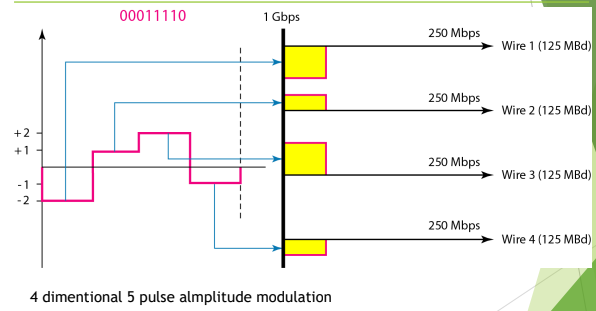 00011110
1 Gbps
250 Mbps
Wire 1 (125 MBd)
250 Mbps
Wire 2 (125 MBd)
+2
+1
250 Mbps
Wire 3 (125 MBd)
-1
-2
250 Mbps
Wire 4 (125 MBd)
4 dimentional 5 pulse almplitude modulation